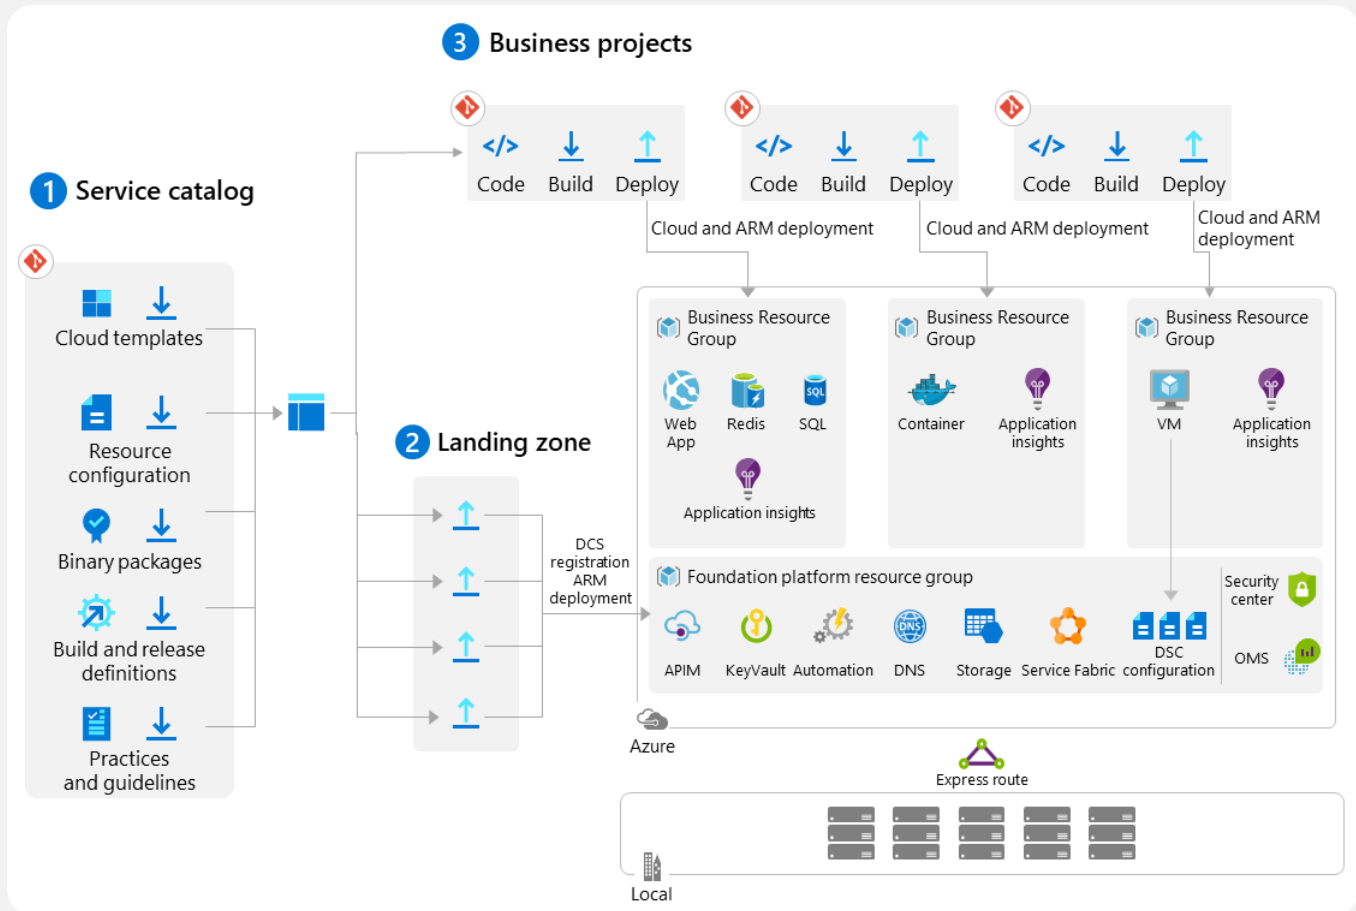 3 Business projects
Code Build Deploy
Code Build Deploy
Code Build Deploy
1 Service catalog
Cloud and ARM deployment
Cloud and ARM deployment
Cloud and ARM
deployment
Cloud templates
Resource
configuration
Binary packages
Build and release
definitions
Practices
and guidelines
2 Landing zone
DCS
registration
ARM
deployment
Business Resource
Group
Web
App
Redis
SQL
SQL
Application insights
Business Resource
Group
Container
Application
insights
Business Resource
Group
VM
Application
insights
Foundation platform resource group
APIM
KeyVault
Automation
DNS
DNS
Storage
Service Fabric
DSC
configuration
Security
center
OMS
Azure
Express route
Local